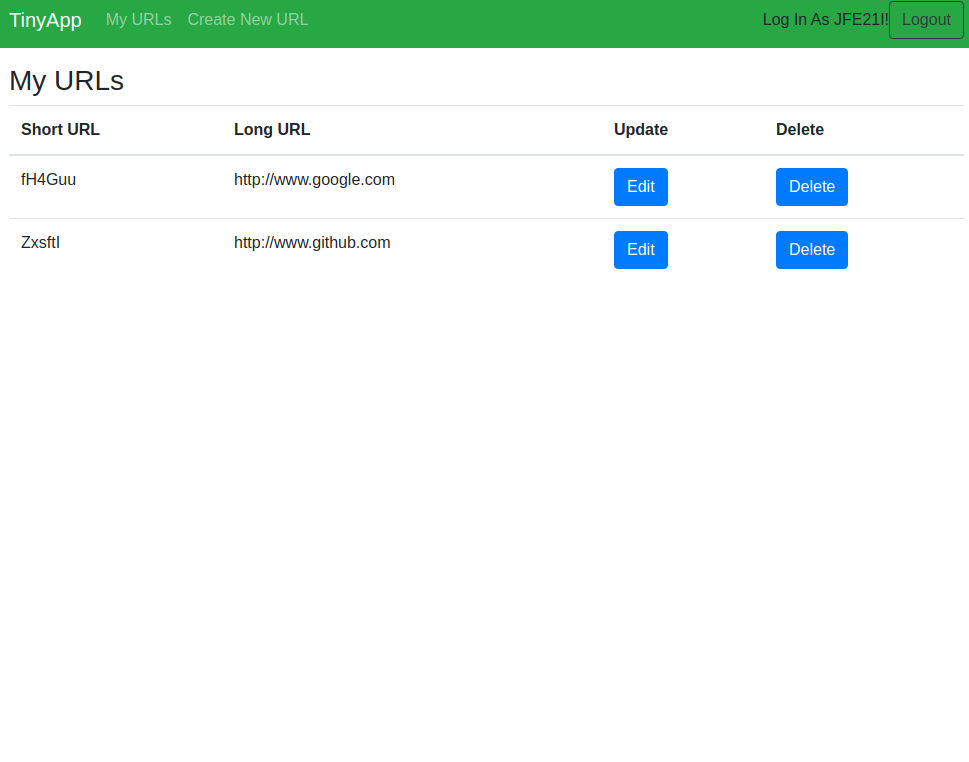 TinyApp My URLs Create New URL Log In As JFE21I! Logout
My URLs
Short URL Long URL Update Delete
fH4Guu http://www.google.com Edit Delete
ZxsftI http://www.github.com Edit Delete